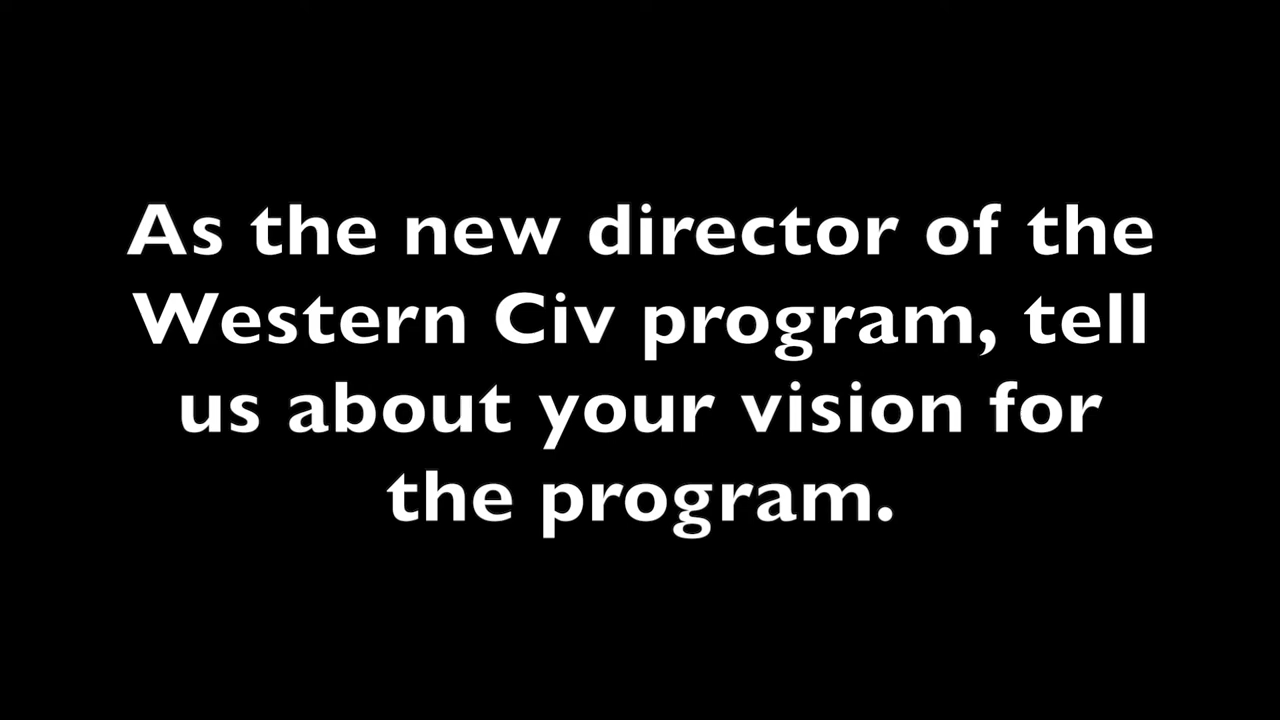 As the new director of the
Western Civ program, tell
us about your vision for
the program.